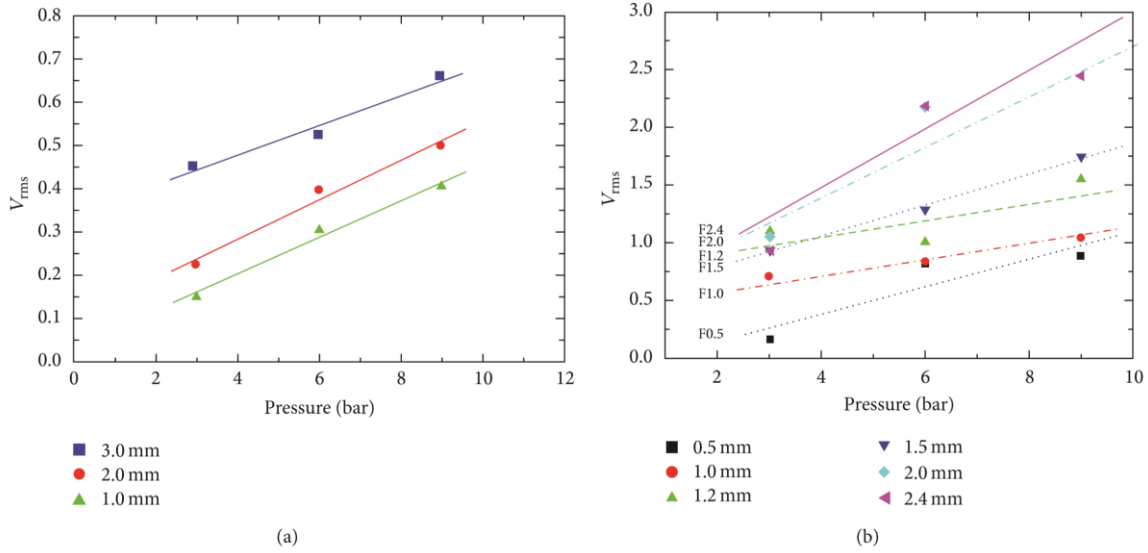 0.8
0.7
0.6
0.5
0.4
0.3
0.2
0.1
0.0
V_rms
0 2 4 6 8 10 12
Pressure (bar)
3.0 mm
2.0 mm
1.0 mm
(a)
3.0
2.5
2.0
1.5
1.0
0.5
0.0
V_rms
F2.4
F2.0
F1.2
F1.5
F1.0
F0.5
2 4 6 8 10
Pressure (bar)
0.5 mm
1.0 mm
1.2 mm
1.5 mm
2.0 mm
2.4 mm
(b)